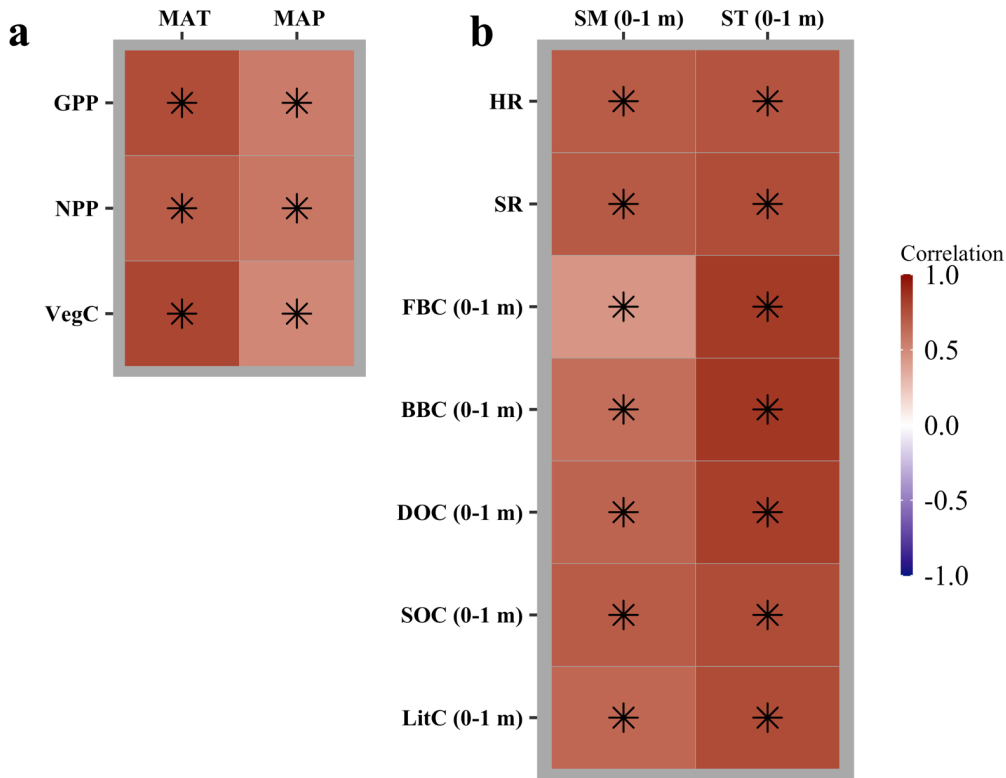 a
MAT MAP
GPP
NPP
VegC
b
SM (0-1 m) ST (0-1 m)
HR
SR
FBC (0-1 m)
BBC (0-1 m)
DOC (0-1 m)
SOC (0-1 m)
LitC (0-1 m)
Correlation
1.0
0.5
0.0
-0.5
-1.0